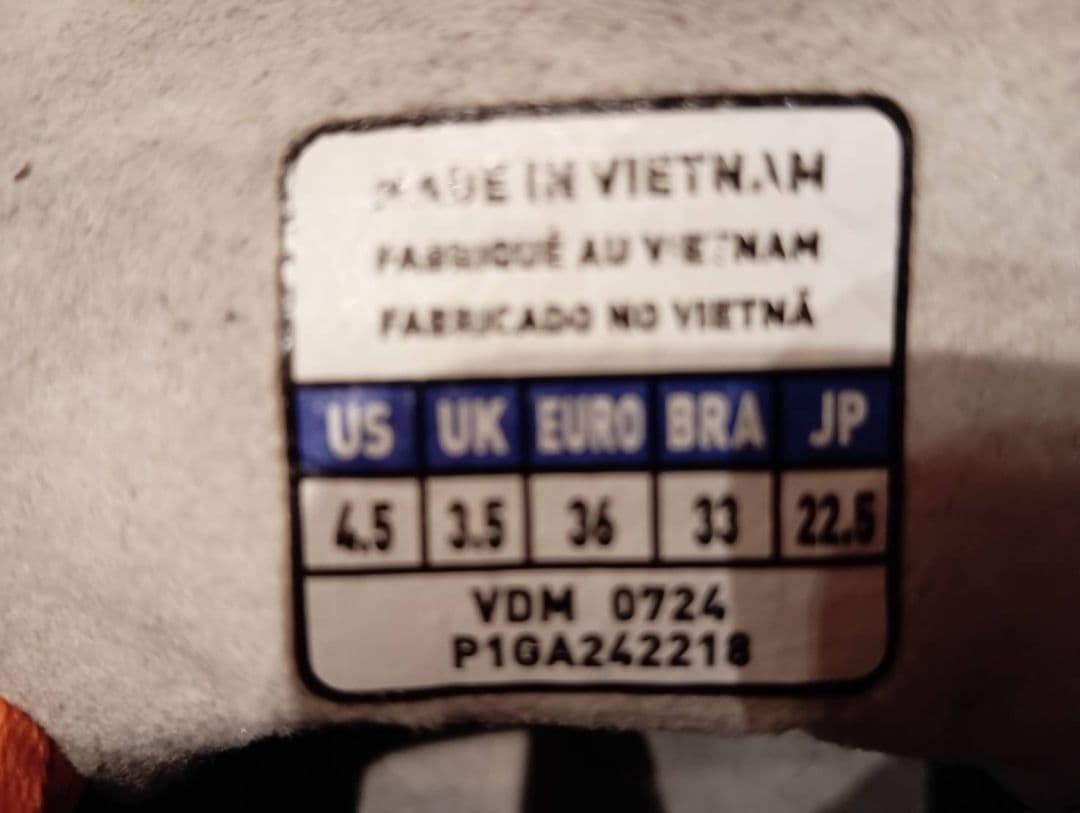 MADE IN VIETNAM
FABRIQUÉ AU VIETNAM
FABRICADO NO VIETNÃ
US UK EURO BRA JP
4.5 3.5 36 33 22.5
VDM 0724
P1GA242218